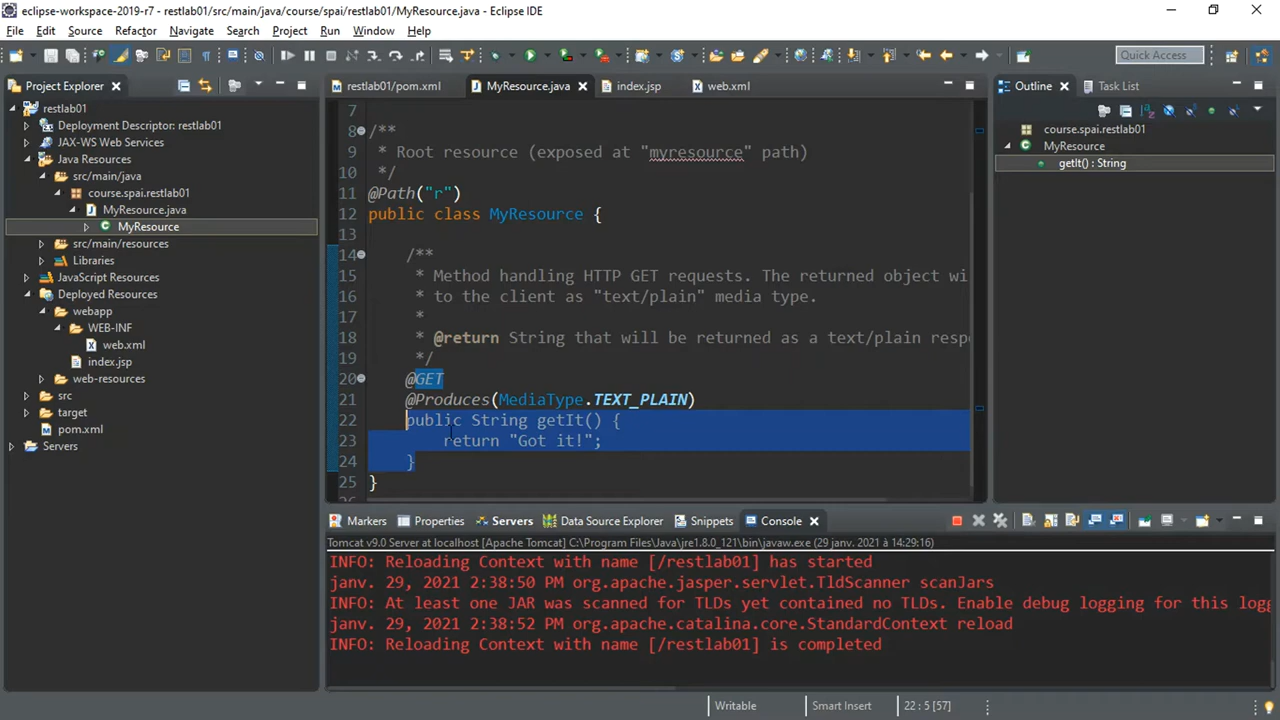 eclipse-workspace-2019-r7 - restlab01/src/main/java/course/spai/restlab01/MyResource.java - Eclipse IDE
File Edit Source Refactor Navigate Search Project Run Window Help
Quick Access
Project Explorer
restlab01
Deployment Descriptor: restlab01
JAX-WS Web Services
Java Resources
src/main/java
course.spai.restlab01
MyResource.java
MyResource
src/main/resources
Libraries
JavaScript Resources
Deployed Resources
webapp
WEB-INF
web.xml
index.jsp
web-resources
src
target
pom.xml
Servers
restlab01/pom.xml MyResource.java index.jsp web.xml
7
8 /**
9 * Root resource (exposed at "myresource" path)
10 */
11 @Path("r")
12 public class MyResource {
13
14 /**
15 * Method handling HTTP GET requests. The returned object wi
16 * to the client as "text/plain" media type.
17 *
18 * @return String that will be returned as a text/plain resp
19 */
20 @GET
21 @Produces(MediaType.TEXT_PLAIN)
22 public String getIt() {
23 return "Got it!";
24 }
25 }
Outline Task List
course.spai.restlab01
MyResource
getIt() : String
Markers Properties Servers Data Source Explorer Snippets Console
Tomcat v9.0 Server at localhost [Apache Tomcat] C:\Program Files\Java\jre1.8.0_121\bin\javaw.exe (29 janv. 2021 à 14:29:16)
INFO: Reloading Context with name [/restlab01] has started
janv. 29, 2021 2:38:50 PM org.apache.jasper.servlet.TldScanner scanJars
INFO: At least one JAR was scanned for TLDs yet contained no TLDs. Enable debug logging for this logg
janv. 29, 2021 2:38:52 PM org.apache.catalina.core.StandardContext reload
INFO: Reloading Context with name [/restlab01] is completed
Writable Smart Insert 22 : 5 [57]